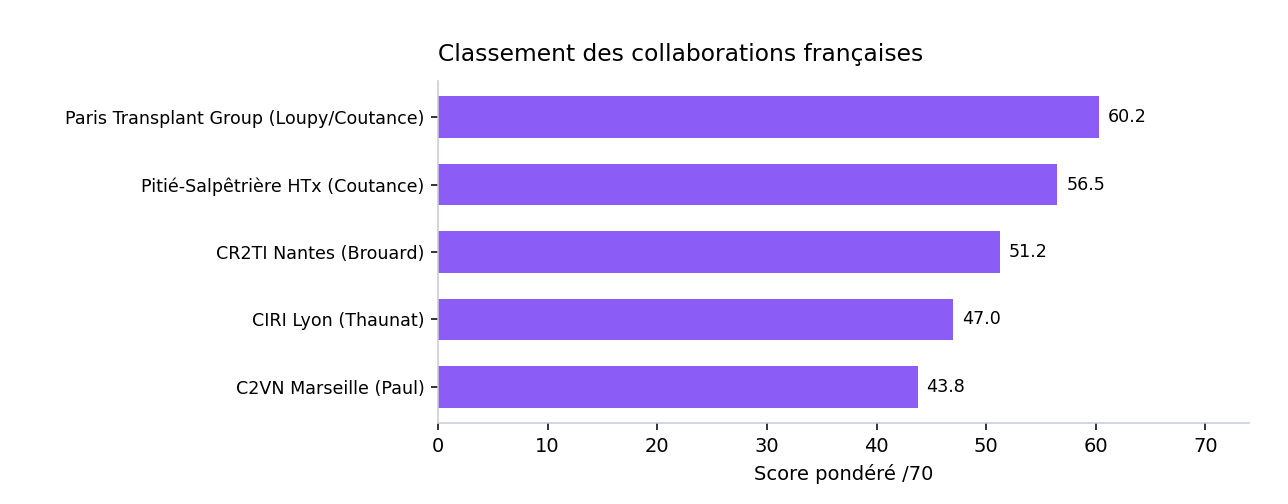 Classement des collaborations françaises
Paris Transplant Group (Loupy/Coutance) 60.2
Pitié-Salpêtrière HTx (Coutance) 56.5
CR2TI Nantes (Brouard) 51.2
CIRI Lyon (Thaunat) 47.0
C2VN Marseille (Paul) 43.8
0 10 20 30 40 50 60 70
Score pondéré /70